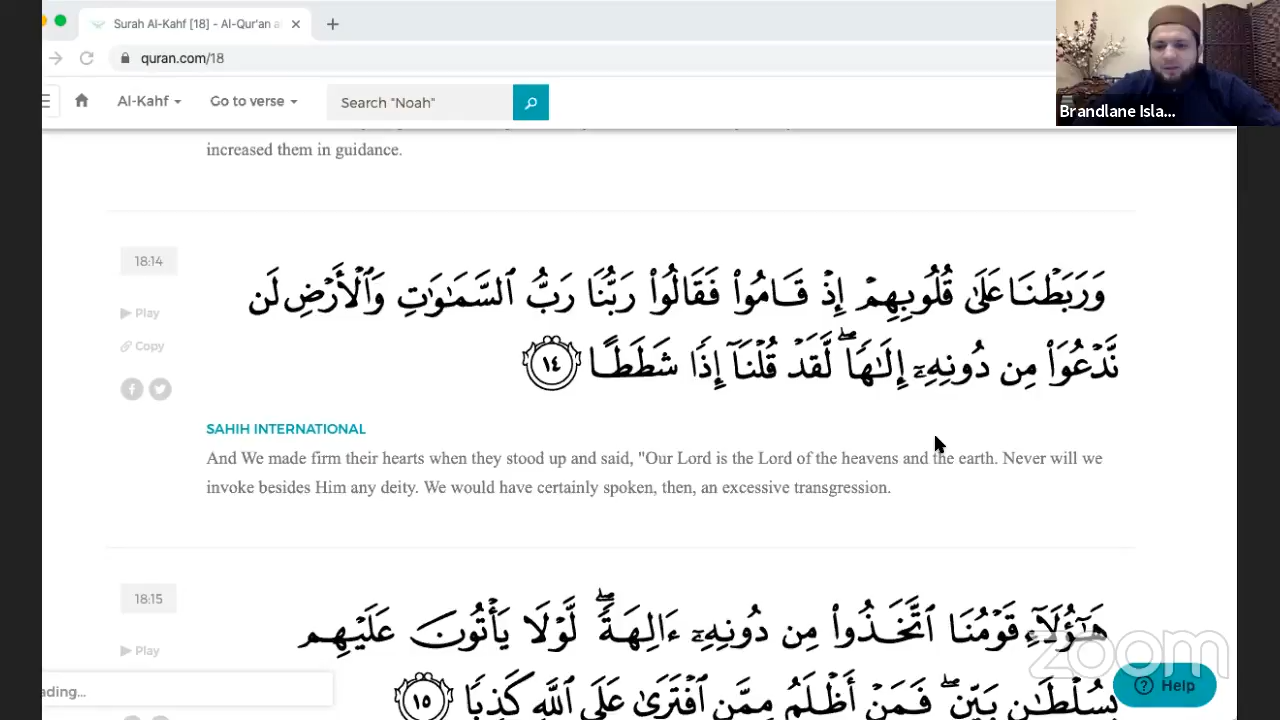 Surah Al-Kahf [18] - Al-Qur'an a
quran.com/18
Al-Kahf
Go to verse
Search "Noah"
Brandlane Isla...
increased them in guidance.
18:14
وَرَبَطْنَا عَلَىٰ قُلُوبِهِمْ إِذْ قَامُوا۟ فَقَالُوا۟ رَبُّنَا رَبُّ ٱلسَّمَـٰوَٰتِ وَٱلْأَرْضِ لَن
نَّدْعُوَا۟ مِن دُونِهِۦٓ إِلَـٰهًا ۖ لَّقَدْ قُلْنَآ إِذًا شَطَطًا ١٤
Play
Copy
SAHIH INTERNATIONAL
And We made firm their hearts when they stood up and said, "Our Lord is the Lord of the heavens and the earth. Never will we
invoke besides Him any deity. We would have certainly spoken, then, an excessive transgression.
18:15
هَـٰٓؤُلَآءِ قَوْمُنَا ٱتَّخَذُوا۟ مِن دُونِهِۦٓ ءَالِهَةً ۖ لَّوْلَا يَأْتُونَ عَلَيْهِم
بِسُلْطَـٰنٍۭ بَيِّنٍ ۖ فَمَنْ أَظْلَمُ مِمَّنِ ٱفْتَرَىٰ عَلَى ٱللَّهِ كَذِبًا ١٥
Play
zoom
Help
ading...